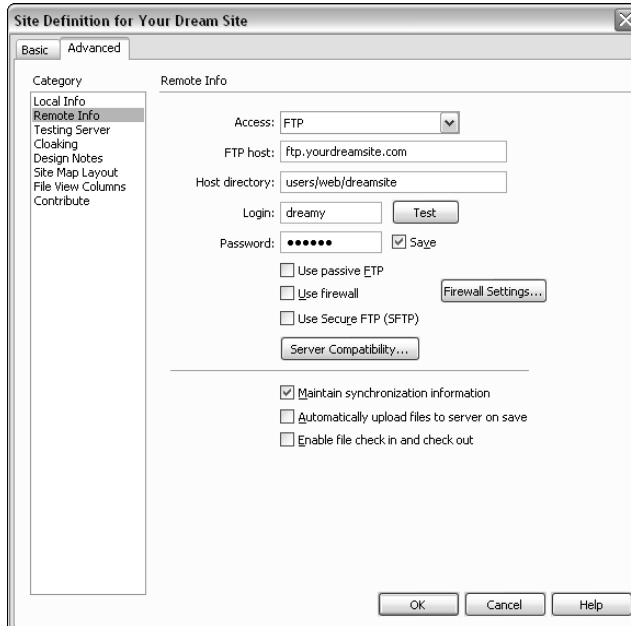 Site Definition for Your Dream Site
Basic Advanced
Category
Local Info
Remote Info
Testing Server
Cloaking
Design Notes
Site Map Layout
File View Columns
Contribute
Remote Info
Access: FTP
FTP host: ftp.yourdreamsite.com
Host directory: users/web/dreamsite
Login: dreamy Test
Password: ●●●●●● Save
Use passive FTP
Use firewall Firewall Settings...
Use Secure FTP (SFTP)
Server Compatibility...
Maintain synchronization information
Automatically upload files to server on save
Enable file check in and check out
OK Cancel Help